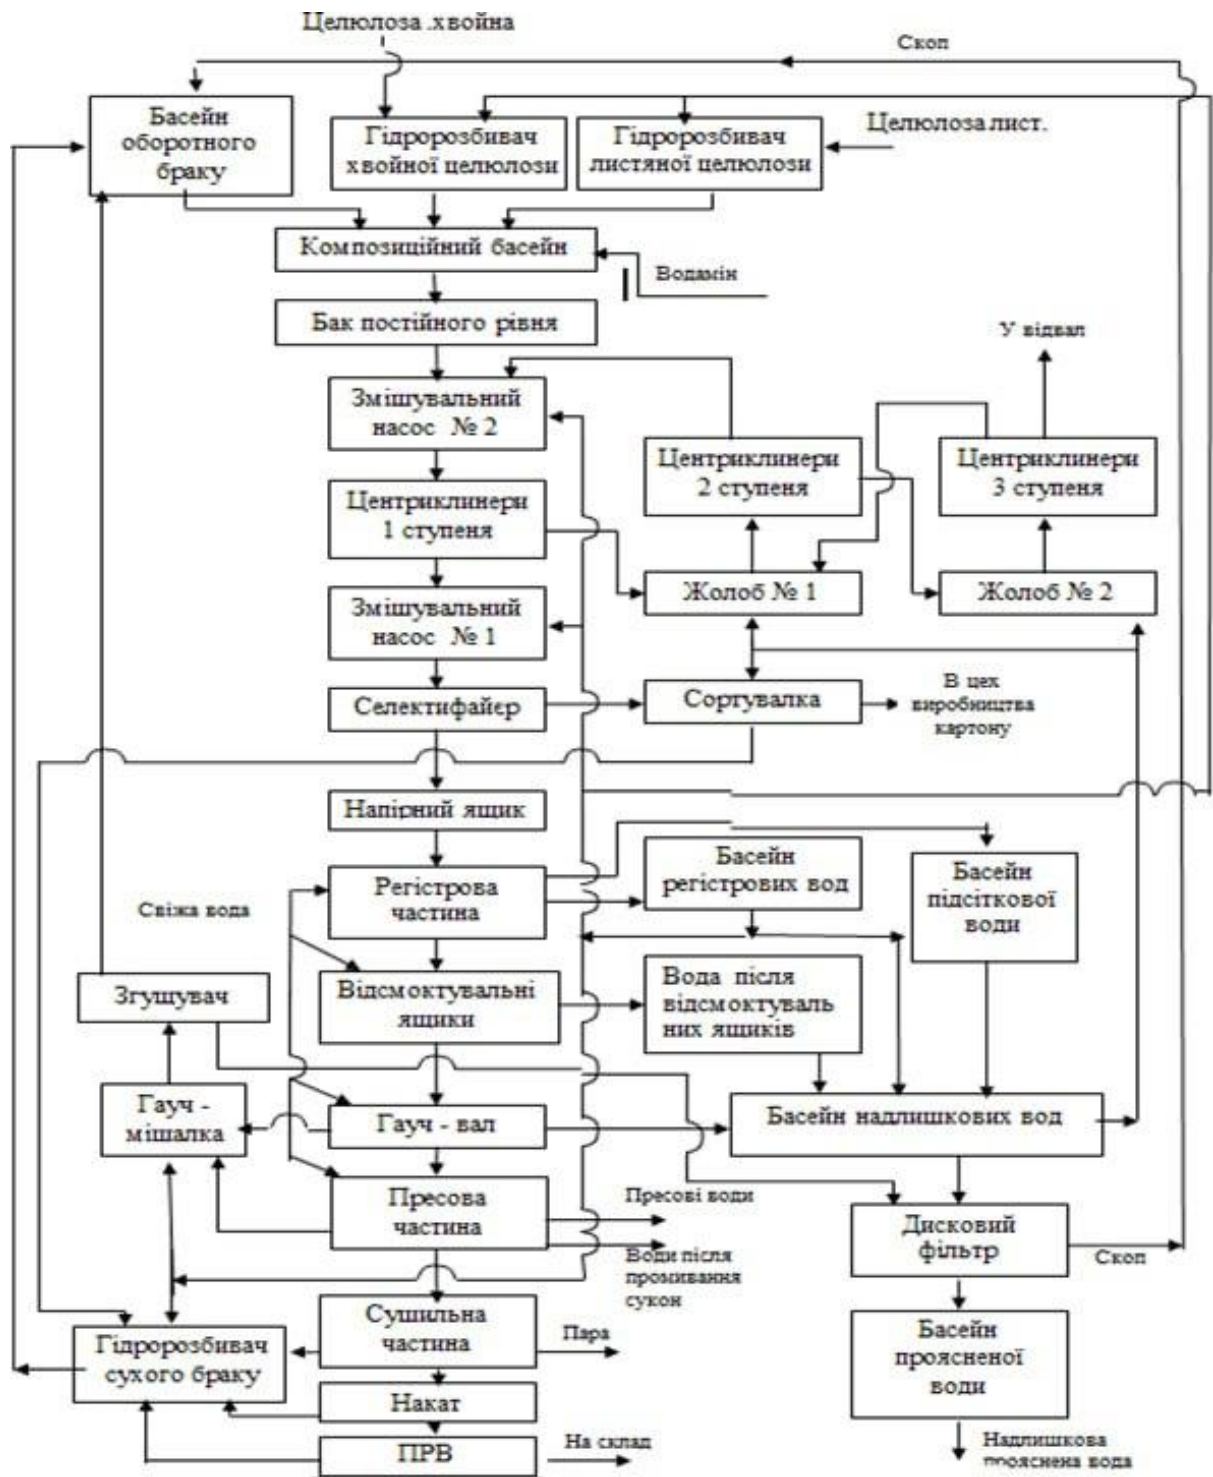 Целюлоза .хвойна
Скоп
Басейн
оборотного
браку
Гідророзбивач
хвойної целюлози
Гідророзбивач
листяної целюлози
Целюлоза лист.
Композиційний басейн
Водамін
Бак постійного рівня
У відвал
Змішувальний
насос № 2
Центриклинери
2 ступеня
Центриклинери
3 ступеня
Центриклинери
1 ступеня
Жолоб № 1
Жолоб № 2
Змішувальний
насос № 1
Селектифайєр
Сортувалка
В цех
виробництва
картону
Напірний ящик
Регістрова
частина
Басейн
регістрових вод
Басейн
підсіткової
води
Свіжа вода
Згущувач
Відсмоктувальні
ящики
Вода після
відсмоктуваль
них ящиків
Гауч -
мішалка
Гауч - вал
Басейн надлишкових вод
Пресова
частина
Пресові води
Води після
промивання
сукон
Дисковий
фільтр
Скоп
Гідророзбивач
сухого браку
Сушильна
частина
Пара
Басейн
проясненої
води
Накат
ПРВ
На склад
Надлишкова
прояснена вода